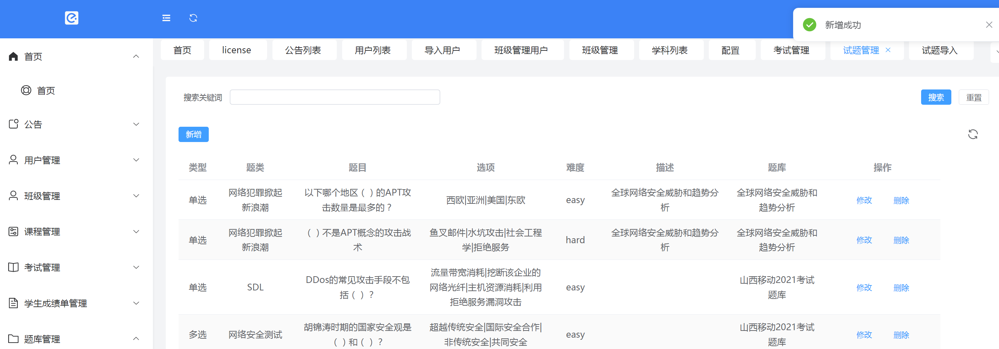 新增成功
首页
首页
公告
用户管理
班级管理
课程管理
考试管理
学生成绩单管理
题库管理
首页 license 公告列表 用户列表 导入用户 班级管理用户 班级管理 学科列表 配置 考试管理 试题管理 试题导入
搜索关键词
搜索 重置
新增
类型 题类 题目 选项 难度 描述 题库 操作
单选
网络犯罪掀起
新浪潮
以下哪个地区（ ）的APT攻
击数量是最多的？
西欧|亚洲|美国|东欧
easy
全球网络安全威胁和趋势分
析
全球网络安全威胁和
趋势分析
修改 删除
单选
网络犯罪掀起
新浪潮
（ ）不是APT概念的攻击战
术
鱼叉邮件|水坑攻击|社会工程
学|拒绝服务
hard
全球网络安全威胁和趋势分
析
全球网络安全威胁和
趋势分析
修改 删除
单选
SDL
DDos的常见攻击手段不包
括（ ）？
流量带宽消耗|挖断该企业的
网络光纤|主机资源消耗|利用
拒绝服务漏洞攻击
easy
山西移动2021考试
题库
修改 删除
多选
网络安全测试
胡锦涛时期的国家安全观是
（ ）和（ ）？
超越传统安全|国际安全合作|
非传统安全|共同安全
easy
山西移动2021考试
题库
修改 删除